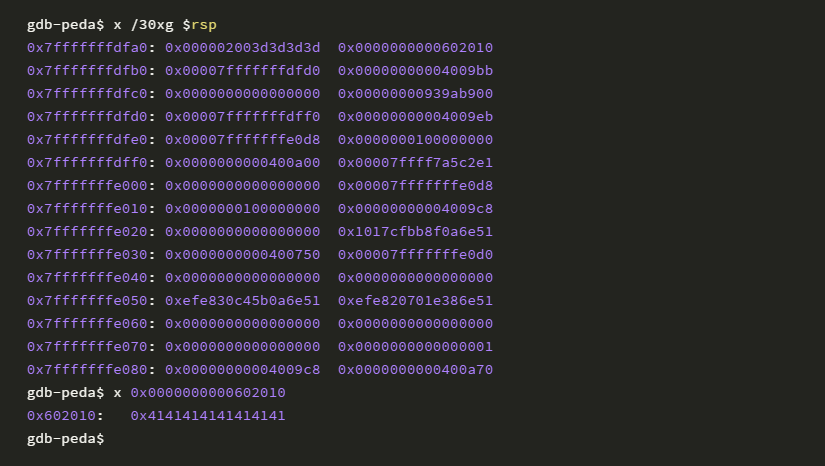 gdb-peda$ x /30xg $rsp
0x7fffffffdfa0: 0x000002003d3d3d3d 0x0000000000602010
0x7fffffffdfb0: 0x00007fffffffdfd0 0x00000000004009bb
0x7fffffffdfc0: 0x0000000000000000 0x00000000939ab900
0x7fffffffdfd0: 0x00007fffffffdff0 0x00000000004009eb
0x7fffffffdfe0: 0x00007fffffffe0d8 0x0000000100000000
0x7fffffffdff0: 0x0000000000400a00 0x00007ffff7a5c2e1
0x7fffffffe000: 0x0000000000000000 0x00007fffffffe0d8
0x7fffffffe010: 0x0000000100000000 0x00000000004009c8
0x7fffffffe020: 0x0000000000000000 0x1017cfbb8f0a6e51
0x7fffffffe030: 0x0000000000400750 0x00007fffffffe0d0
0x7fffffffe040: 0x0000000000000000 0x0000000000000000
0x7fffffffe050: 0xefe830c45b0a6e51 0xefe820701e386e51
0x7fffffffe060: 0x0000000000000000 0x0000000000000000
0x7fffffffe070: 0x0000000000000000 0x0000000000000001
0x7fffffffe080: 0x00000000004009c8 0x0000000000400a70
gdb-peda$ x 0x0000000000602010
0x602010: 0x4141414141414141
gdb-peda$